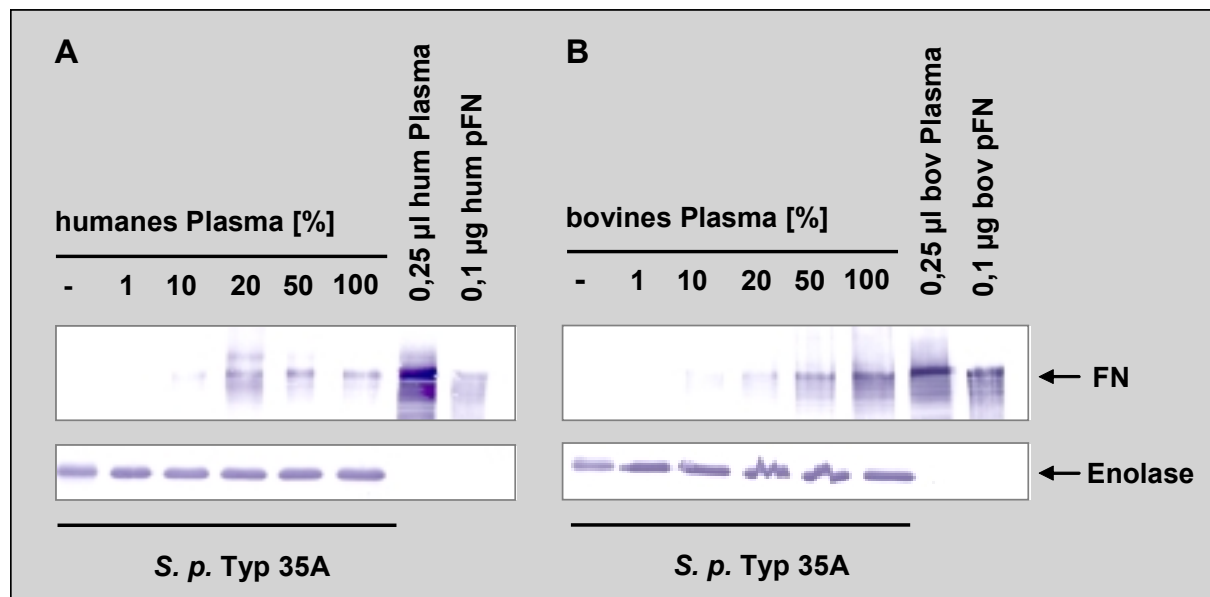 A
humanes Plasma [%]
- 1 10 20 50 100
0,25 µl hum Plasma
0,1 µg hum pFN
B
bovines Plasma [%]
- 1 10 20 50 100
0,25 µl bov Plasma
0,1 µg bov pFN
FN
Enolase
S. p. Typ 35A
S. p. Typ 35A